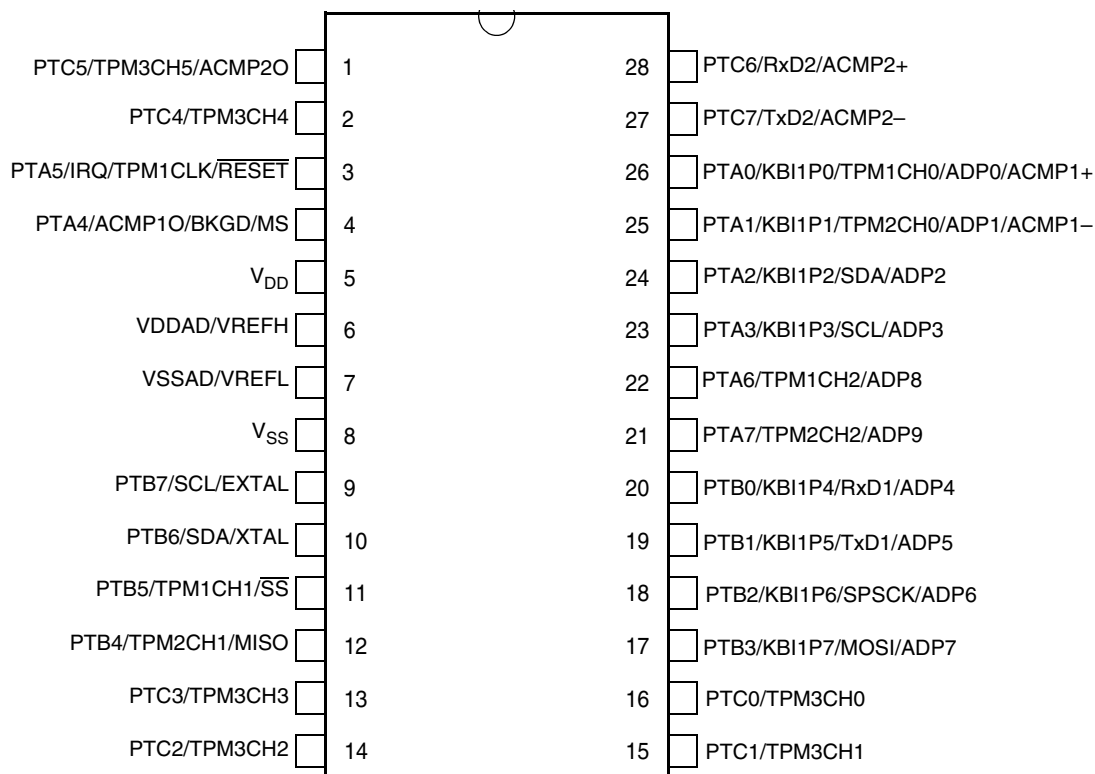 PTC5/TPM3CH5/ACMP2O 1 28 PTC6/RxD2/ACMP2+
PTC4/TPM3CH4 2 27 PTC7/TxD2/ACMP2–
PTA5/IRQ/TPM1CLK/RESET 3 26 PTA0/KBI1P0/TPM1CH0/ADP0/ACMP1+
PTA4/ACMP1O/BKGD/MS 4 25 PTA1/KBI1P1/TPM2CH0/ADP1/ACMP1–
VDD 5 24 PTA2/KBI1P2/SDA/ADP2
VDDAD/VREFH 6 23 PTA3/KBI1P3/SCL/ADP3
VSSAD/VREFL 7 22 PTA6/TPM1CH2/ADP8
VSS 8 21 PTA7/TPM2CH2/ADP9
PTB7/SCL/EXTAL 9 20 PTB0/KBI1P4/RxD1/ADP4
PTB6/SDA/XTAL 10 19 PTB1/KBI1P5/TxD1/ADP5
PTB5/TPM1CH1/SS 11 18 PTB2/KBI1P6/SPSCK/ADP6
PTB4/TPM2CH1/MISO 12 17 PTB3/KBI1P7/MOSI/ADP7
PTC3/TPM3CH3 13 16 PTC0/TPM3CH0
PTC2/TPM3CH2 14 15 PTC1/TPM3CH1